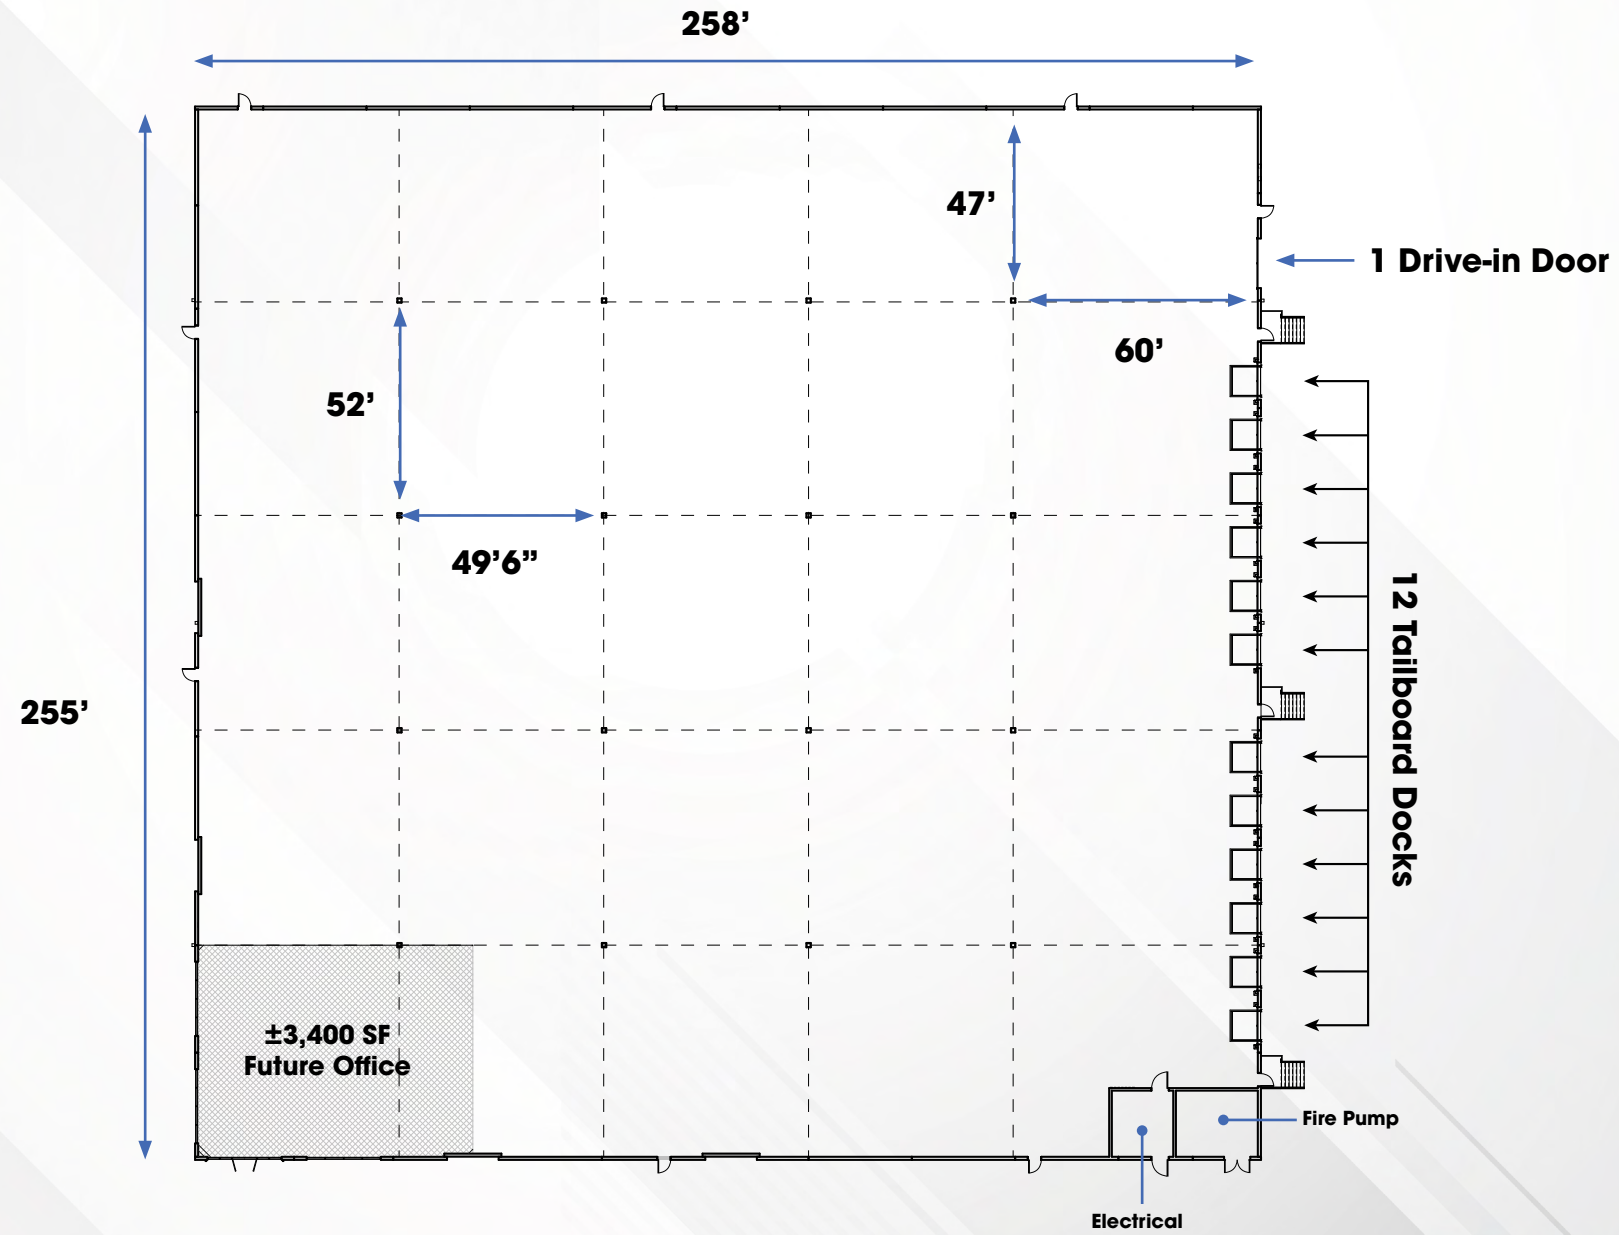 258’
47’
1 Drive-in Door
60’
52’
49’6”
12 Tailboard Docks
255’
±3,400 SF
Future Office
Fire Pump
Electrical